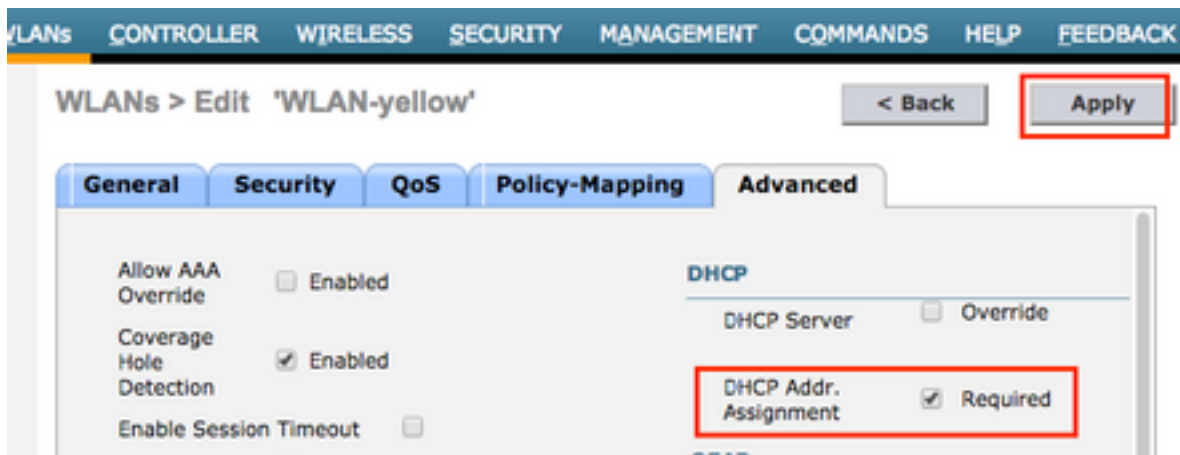 WLANs CONTROLLER WIRELESS SECURITY MANAGEMENT COMMANDS HELP FEEDBACK
WLANs > Edit 'WLAN-yellow'
< Back
Apply
General Security QoS Policy-Mapping Advanced
Allow AAA
Override
Enabled
Coverage
Hole
Detection
Enabled
Enable Session Timeout
DHCP
DHCP Server
Override
DHCP Addr.
Assignment
Required